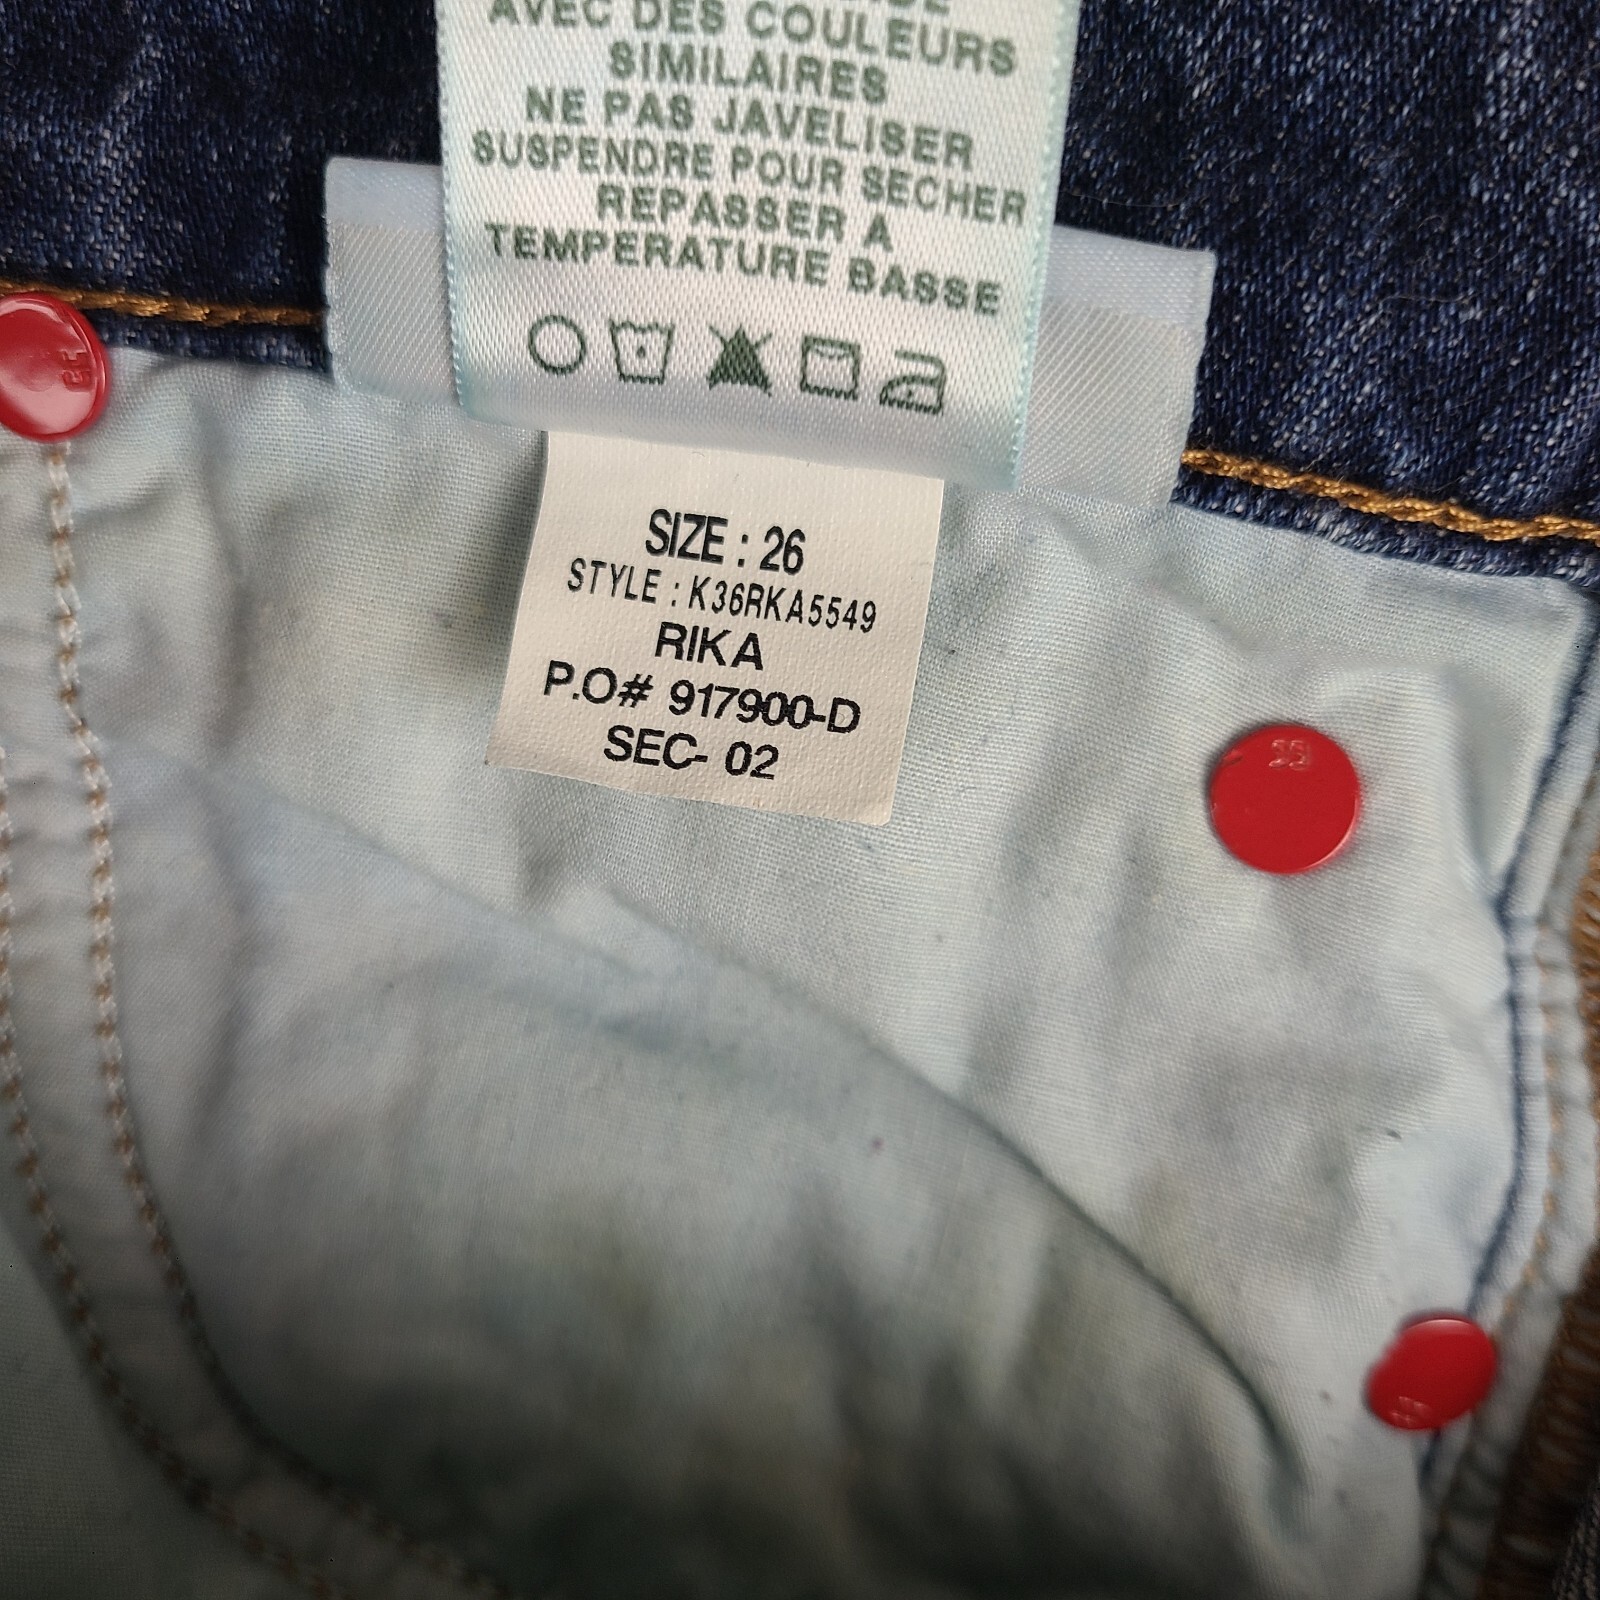 AVEC DES COULEURS
SIMILAIRES
NE PAS JAVELISER
SUSPENDRE POUR SECHER
REPASSER A
TEMPERATURE BASSE
SIZE : 26
STYLE : K36RKA5549
RIKA
P.O# 917900-D
SEC- 02